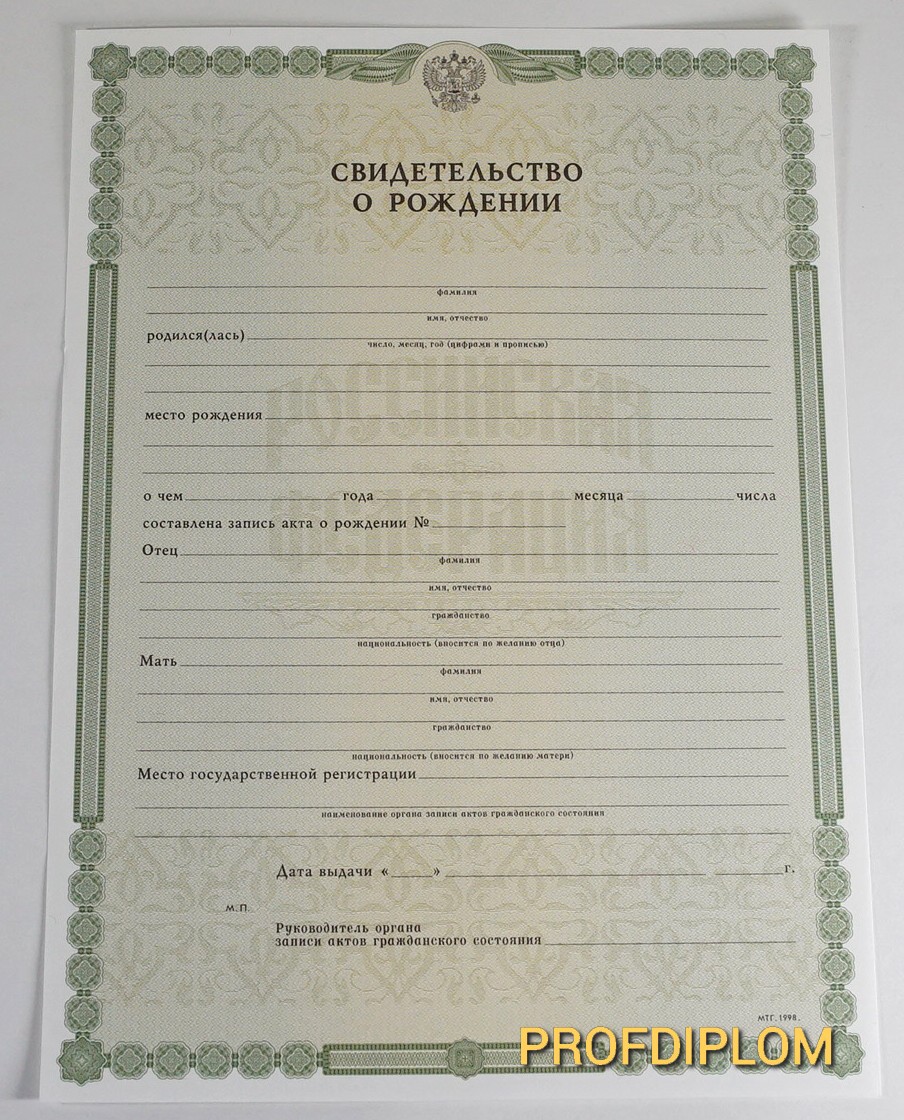 СВИДЕТЕЛЬСТВО
О РОЖДЕНИИ
фамилия
имя, отчество
родился(лась)
число, месяц, год (цифрами и прописью)
РОССИЙСКАЯ
место рождения
ФЕДЕРАЦИЯ
о чем года месяца числа
составлена запись акта о рождении №
Отец
фамилия
имя, отчество
гражданство
национальность (вносится по желанию отца)
Мать
фамилия
имя, отчество
гражданство
национальность (вносится по желанию матери)
Место государственной регистрации
наименование органа записи актов гражданского состояния
Дата выдачи « » г.
М.П.
Руководитель органа
записи актов гражданского состояния
МТГ.1998.
PROFDIPLOM